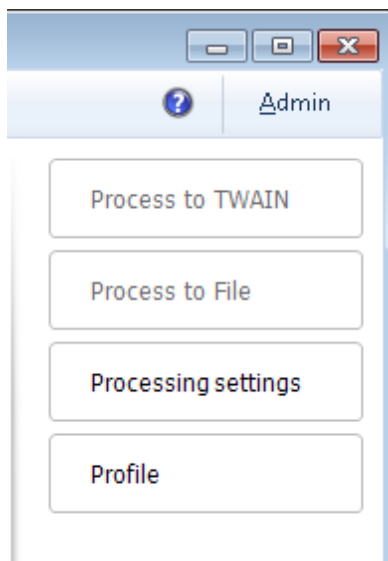 ?
Admin
Process to TWAIN
Process to File
Processing settings
Profile